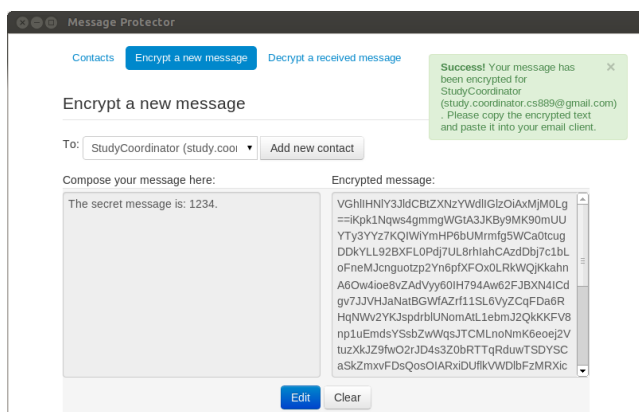 Message Protector
Contacts
Encrypt a new message
Decrypt a received message
Success! Your message has
been encrypted for
StudyCoordinator
(study.coordinator.cs889@gmail.com)
. Please copy the encrypted text
and paste it into your email client.
×
Encrypt a new message
To:
StudyCoordinator (study.cooı
Add new contact
Compose your message here:
The secret message is: 1234.
Encrypted message:
VGhlIHNlY3JldCBtZXNzYWdlIGlzOiAxMjM0Lg
==iKpk1Nqws4gmmgWGtA3JKBy9MK90mUU
YTy3YYz7KQIWiYmHP6bUMrmfg5WCa0tcug
DDkYLL92BXFL0Pdj7UL8rhIahCAzdDbj7c1bL
oFneMJcnguotzp2Yn6pfXFOx0LRkWQjKkahn
A6Ow4ioe8vZAdVyy60IH794Aw62FJBXN4ICd
gv7JJVHJaNatBGWfAZrf11SL6VyZCqFDa6R
HqNWv2YKJspdrblUNomAtL1ebmJ2QkKKFV8
np1uEmdsYSsbZwWqsJTCMLnoNmK6eoej2V
tuzXkJZ9fwO2rJD4s3Z0bRTTqRduwTSDYSC
aSkZmxvFDsQosOIARxiDUflkVWDlbFzMRXic
Edit
Clear